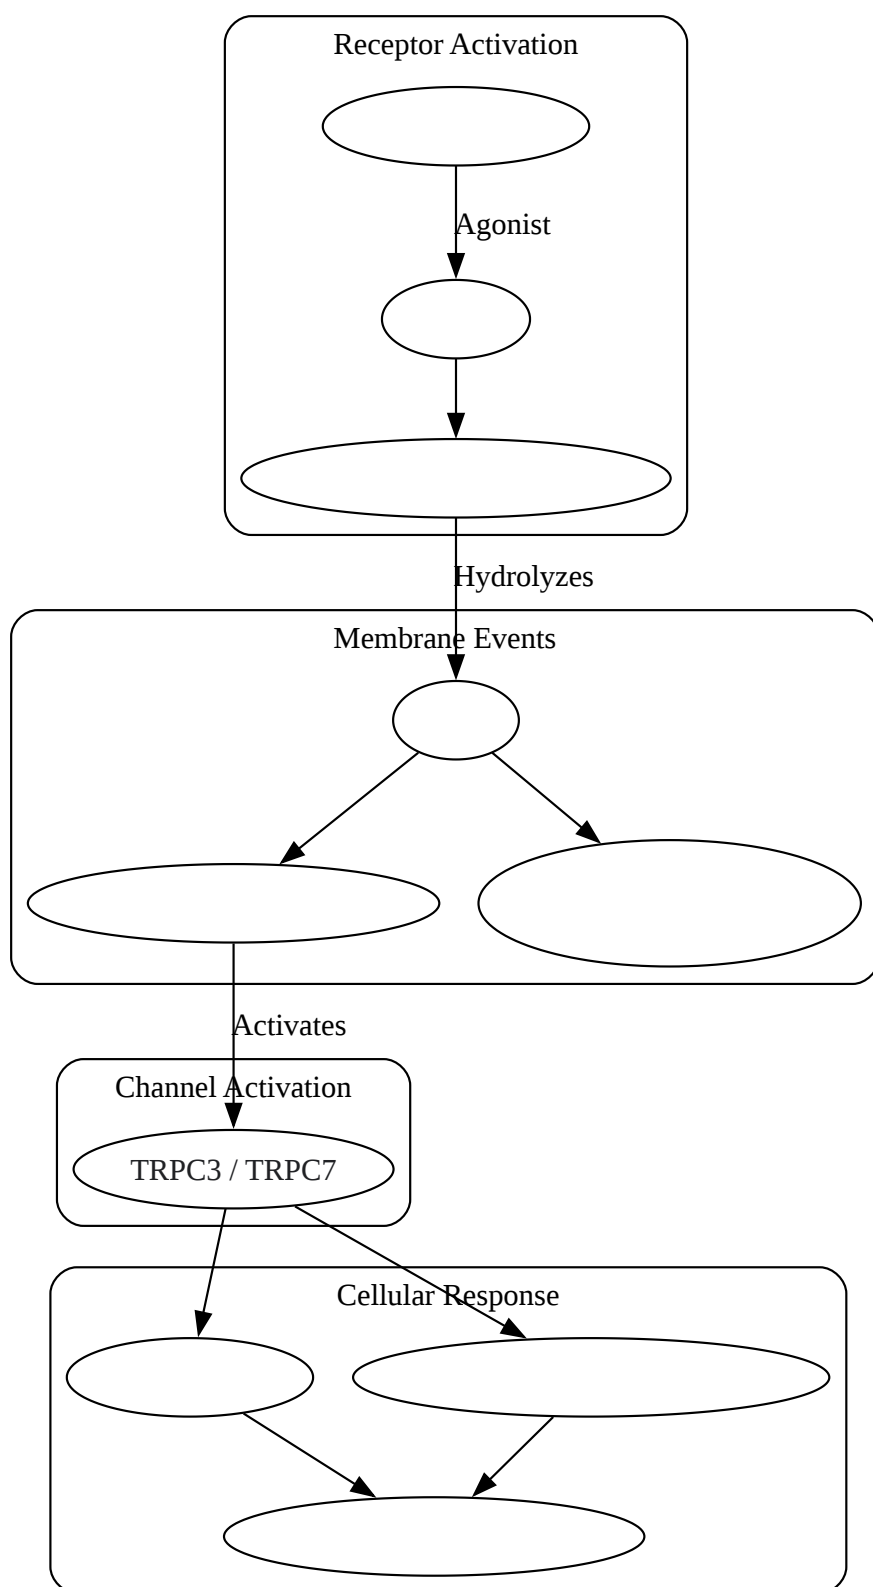 Receptor Activation
Agonist
Hydrolyzes
Membrane Events
Activates
Channel Activation
TRPC3 / TRPC7
Cellular Response